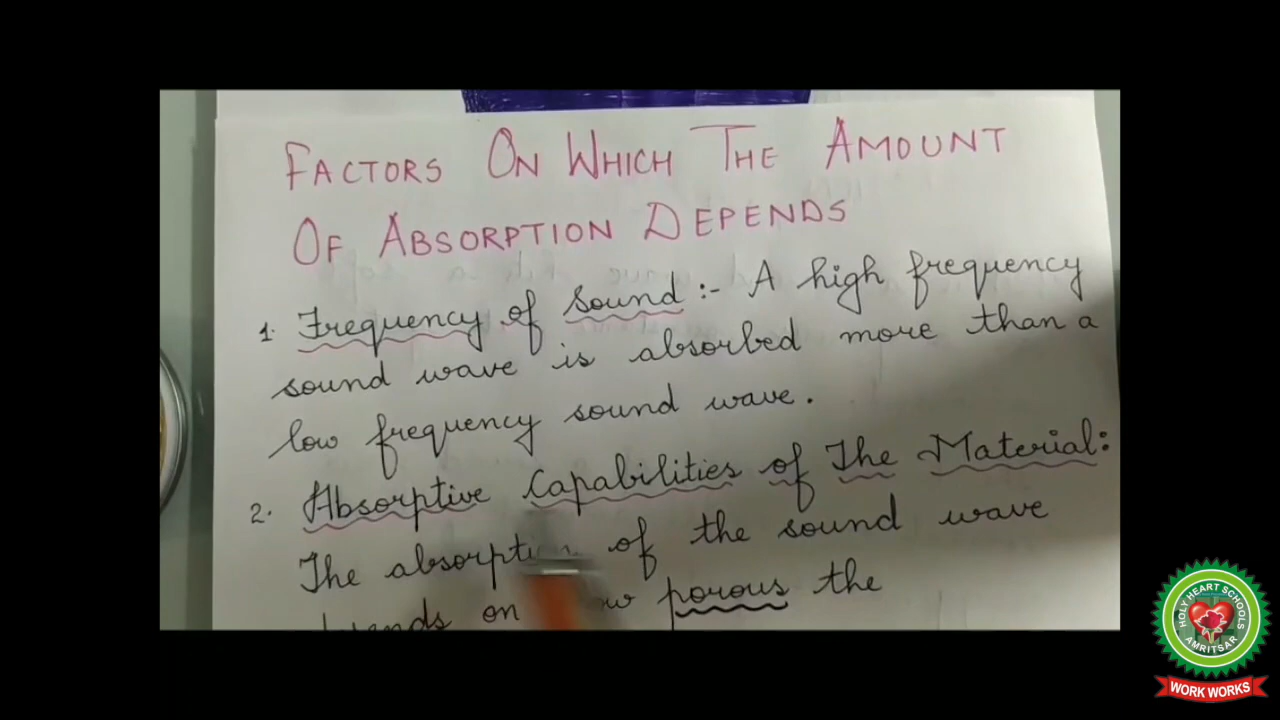 FACTORS ON WHICH THE AMOUNT
OF ABSORPTION DEPENDS
1. Frequency of Sound :- A high frequency
sound wave is absorbed more than a
low frequency sound wave.
2. Absorptive Capabilities of The Material:
The of the sound wave
on porous the
HOLY HEART SCHOOLS
AMRITSAR
WORK WORKS